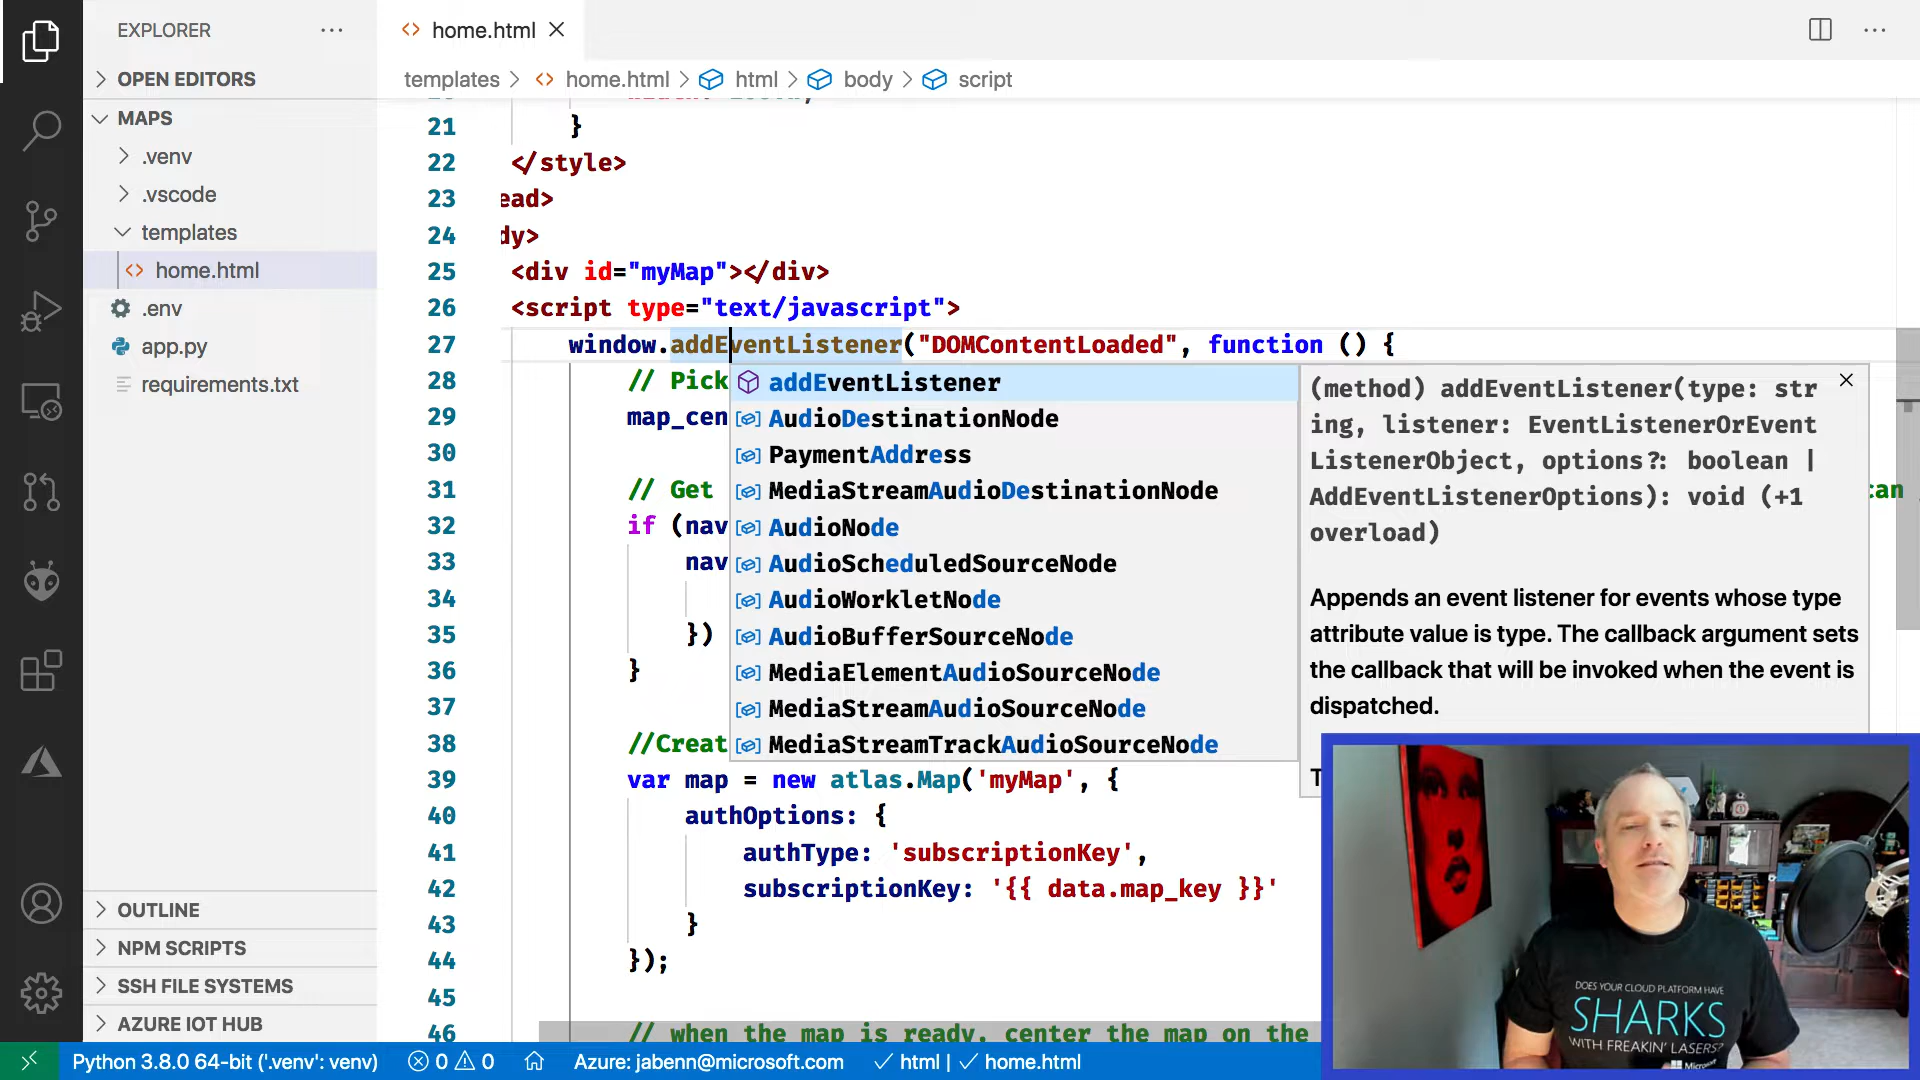 EXPLORER
OPEN EDITORS
MAPS
.venv
.vscode
templates
home.html
.env
app.py
requirements.txt
OUTLINE
NPM SCRIPTS
SSH FILE SYSTEMS
AZURE IOT HUB
home.html
templates > home.html > html > body > script
21 }
22 </style>
23 ead>
24 dy>
25 <div id="myMap"></div>
26 <script type="text/javascript">
27 window.addEventListener("DOMContentLoaded", function () {
28 // Pick
29 map_cen
30
31 // Get can
32 if (nav
33 nav
34
35 })
36 }
37
38 //Creat
39 var map = new atlas.Map('myMap', {
40 authOptions: {
41 authType: 'subscriptionKey',
42 subscriptionKey: '{{ data.map_key }}'
43 }
44 });
45
46 // when the map is ready, center the map on the
addEventListener
AudioDestinationNode
PaymentAddress
MediaStreamAudioDestinationNode
AudioNode
AudioScheduledSourceNode
AudioWorkletNode
AudioBufferSourceNode
MediaElementAudioSourceNode
MediaStreamAudioSourceNode
MediaStreamTrackAudioSourceNode
(method) addEventListener(type: str
ing, listener: EventListenerOrEvent
ListenerObject, options?: boolean |
AddEventListenerOptions): void (+1
overload)
Appends an event listener for events whose type
attribute value is type. The callback argument sets
the callback that will be invoked when the event is
dispatched.
T
DOES YOUR CLOUD PLATFORM HAVE
SHARKS
WITH FREAKIN' LASERS?
Microsoft
Python 3.8.0 64-bit ('.venv': venv) 0 0 Azure: jabenn@microsoft.com ✓ html | ✓ home.html